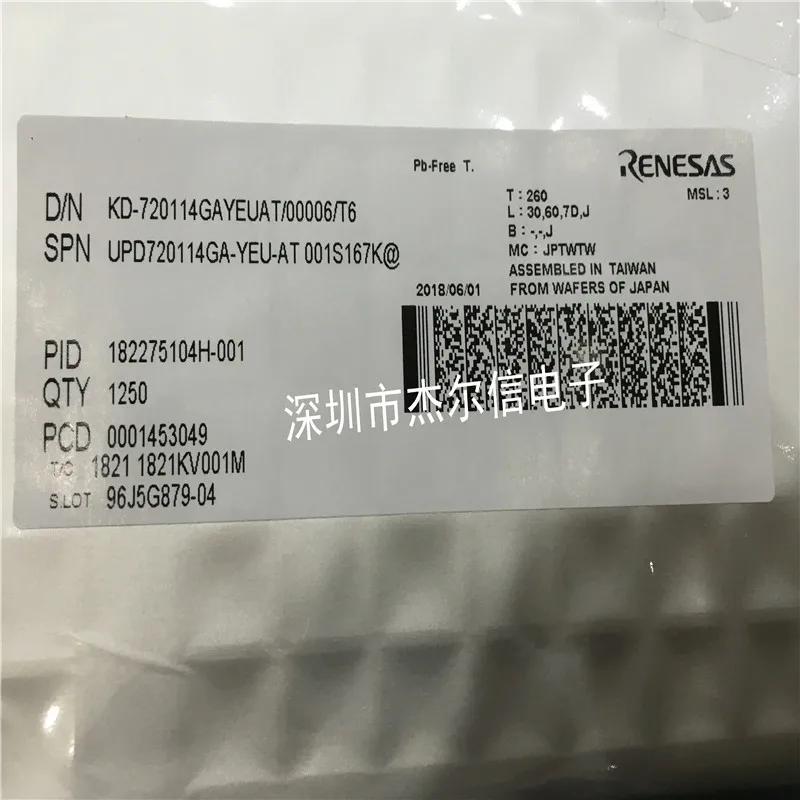 Pb-Free T.
RENESAS
MSL : 3
D/N KD-720114GAYEUAT/00006/T6
SPN UPD720114GA-YEU-AT 001S167K@
T : 260
L : 30,60,7D,J
B : -,-,J
MC : JPTWTW
ASSEMBLED IN TAIWAN
2018/06/01 FROM WAFERS OF JAPAN
PID 182275104H-001
QTY 1250
深圳市杰尔信电子
PCD 0001453049
T/C 1821 1821KV001M
S.LOT 96J5G879-04